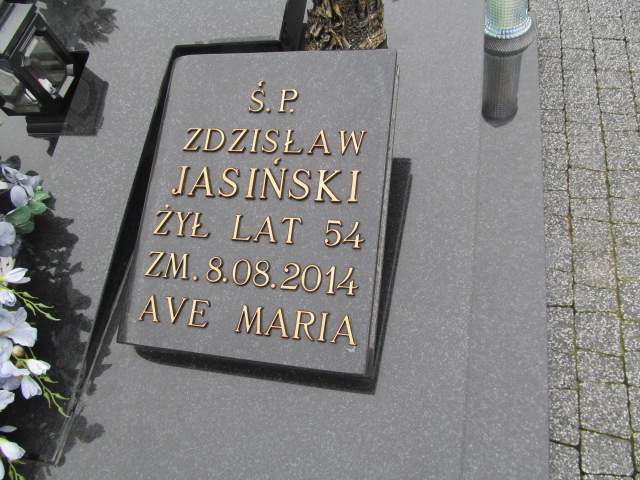 Ś.P.
ZDZISŁAW
JASIŃSKI
ŻYŁ LAT 54
ZM. 8.08.2014
AVE MARIA